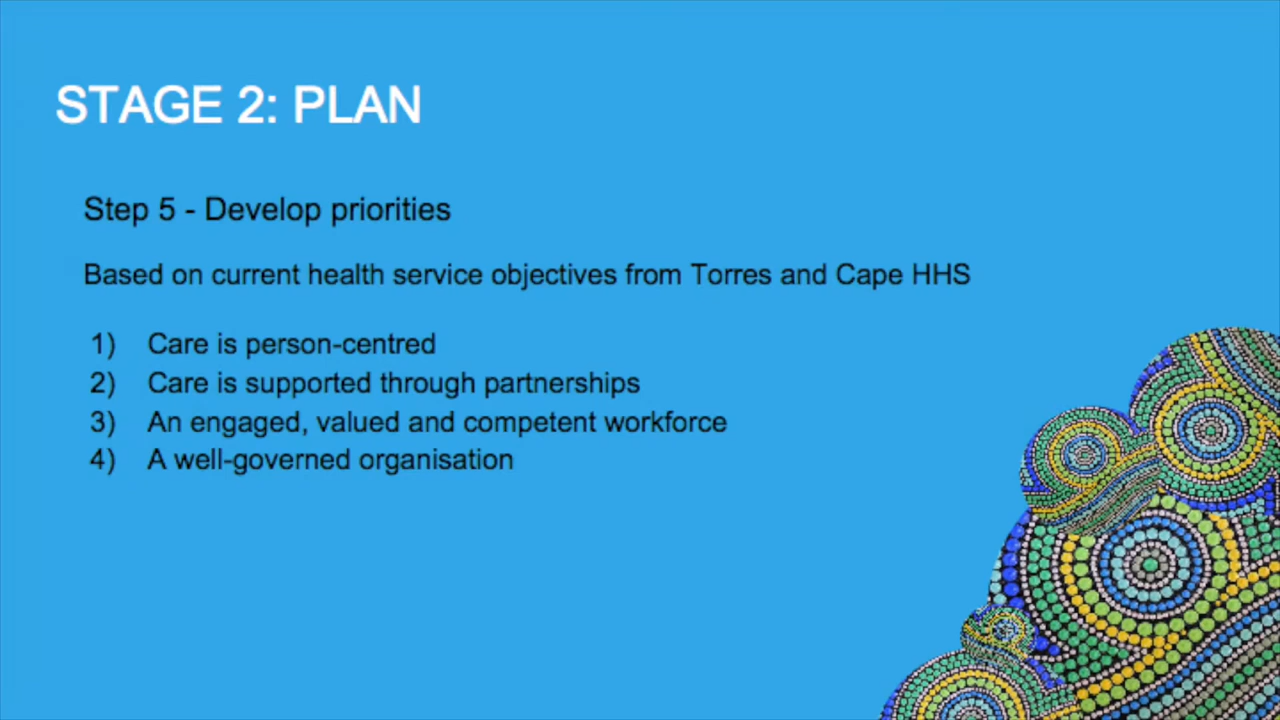 STAGE 2: PLAN
Step 5 - Develop priorities
Based on current health service objectives from Torres and Cape HHS
1) Care is person-centred
2) Care is supported through partnerships
3) An engaged, valued and competent workforce
4) A well-governed organisation